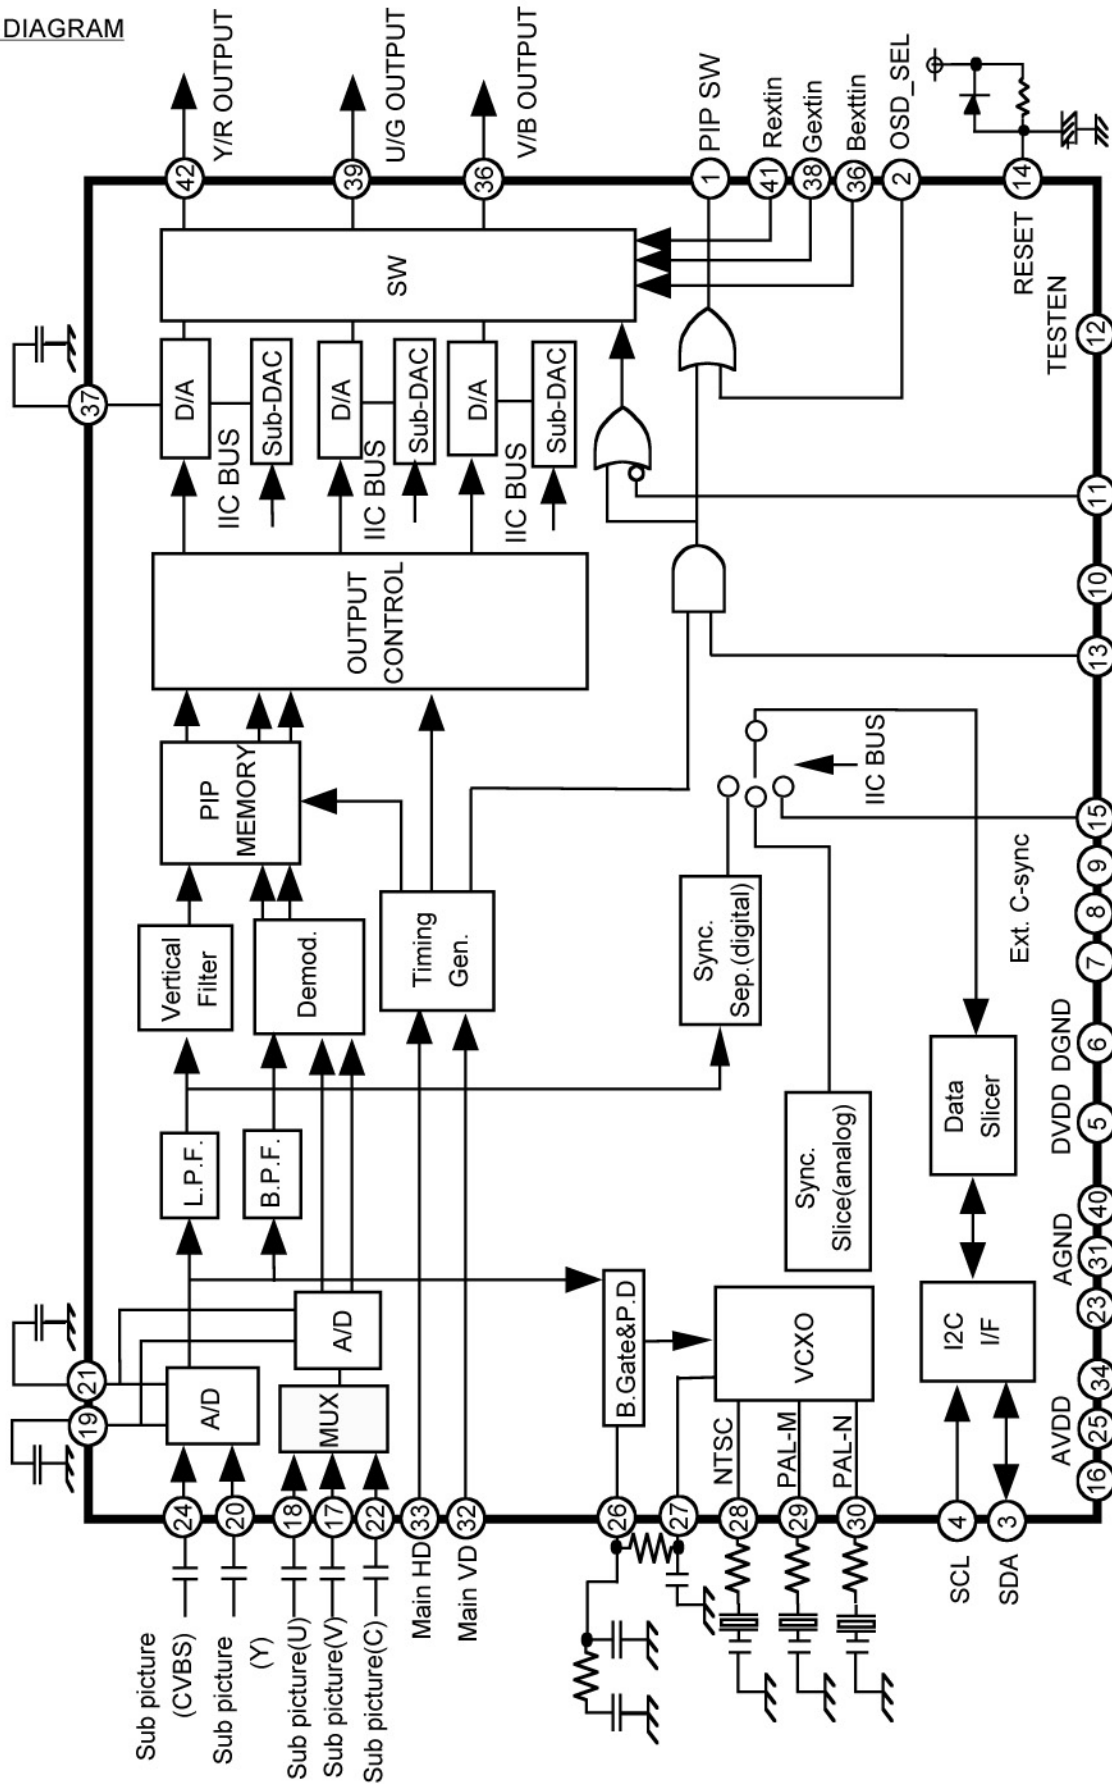 DIAGRAM
Y/R OUTPUT
U/G OUTPUT
V/B OUTPUT
PIP SW
Rextin
Gextin
Bexttin
OSD_SEL
42
39
36
1
41
38
36
2
14
RESET
TESTEN
12
37
SW
D/A
Sub-DAC
D/A
Sub-DAC
D/A
Sub-DAC
IIC BUS
IIC BUS
IIC BUS
11
10
13
OUTPUT
CONTROL
PIP
MEMORY
IIC BUS
15
9
8
7
Ext. C-sync
Vertical
Filter
Demod.
Timing
Gen.
Sync.
Sep.(digital)
Data
Slicer
DGND
6
DVDD
5
L.P.F.
B.P.F.
Sync.
Slice(analog)
40
AGND
31
23
21
19
A/D
A/D
MUX
B.Gate&P.D
VCXO
I2C
I/F
34
AVDD
25
16
NTSC
PAL-M
PAL-N
24
20
18
17
22
33
32
26
27
28
29
30
4
3
Sub picture
(CVBS)
Sub picture
(Y)
Sub picture(U)
Sub picture(V)
Sub picture(C)
Main HD
Main VD
SCL
SDA